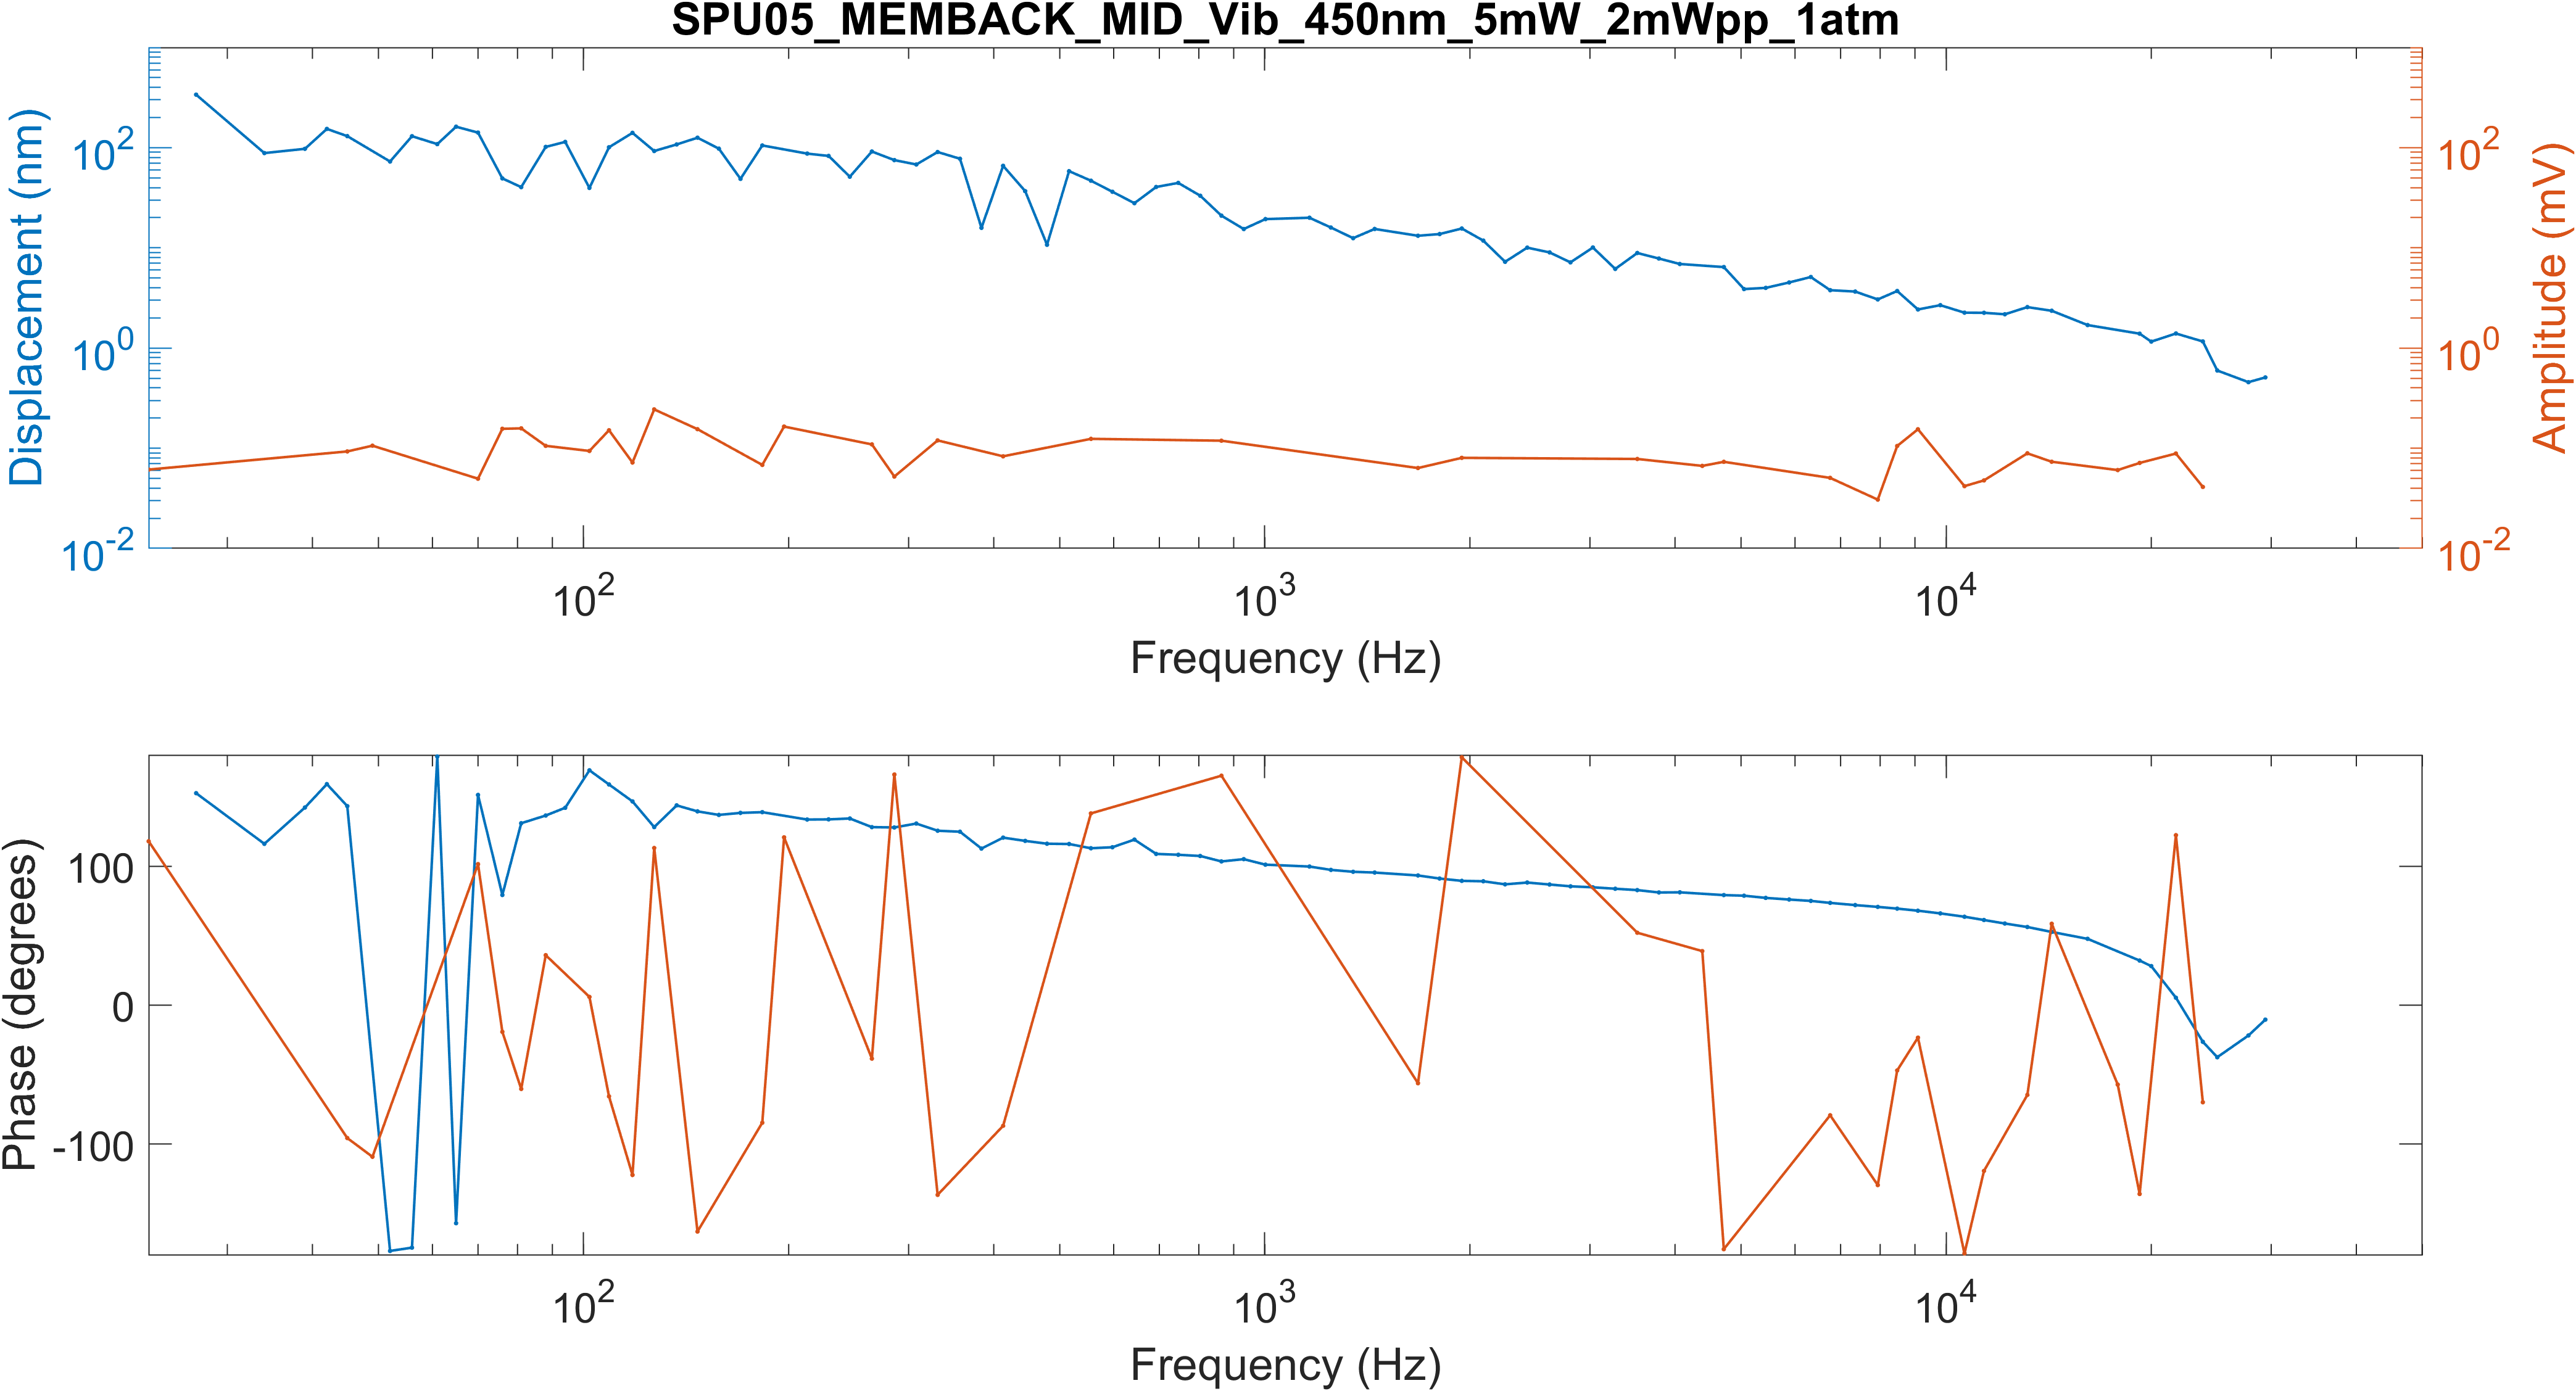 SPU05_MEMBACK_MID_Vib_450nm_5mW_2mWpp_1atm
Displacement (nm)
10^2
10^0
10^-2
10^2
10^0
10^-2
Amplitude (mV)
10^2
10^3
10^4
Frequency (Hz)
Phase (degrees)
100
0
-100
10^2
10^3
10^4
Frequency (Hz)